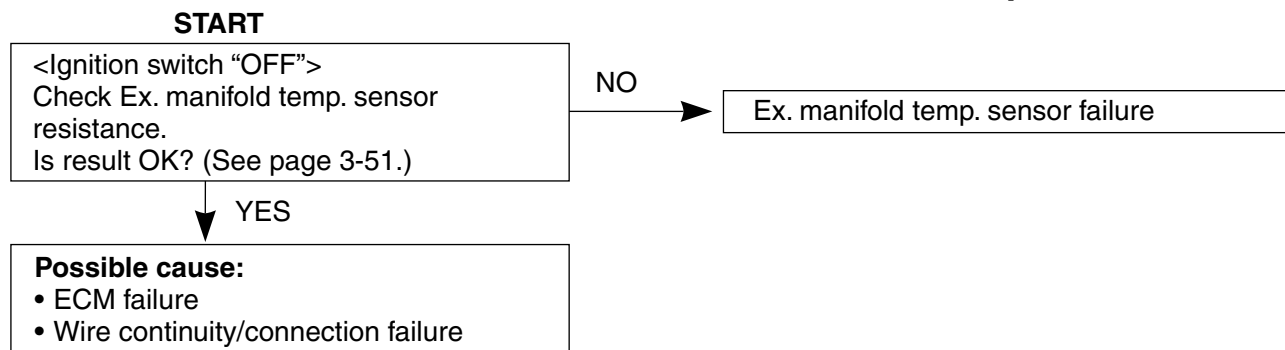 START
<Ignition switch “OFF”>
Check Ex. manifold temp. sensor
resistance.
Is result OK? (See page 3-51.)
NO
Ex. manifold temp. sensor failure
YES
Possible cause:
• ECM failure
• Wire continuity/connection failure